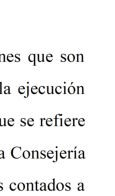 nes que son
la ejecución
ue se refiere
a Consejería
s contados a